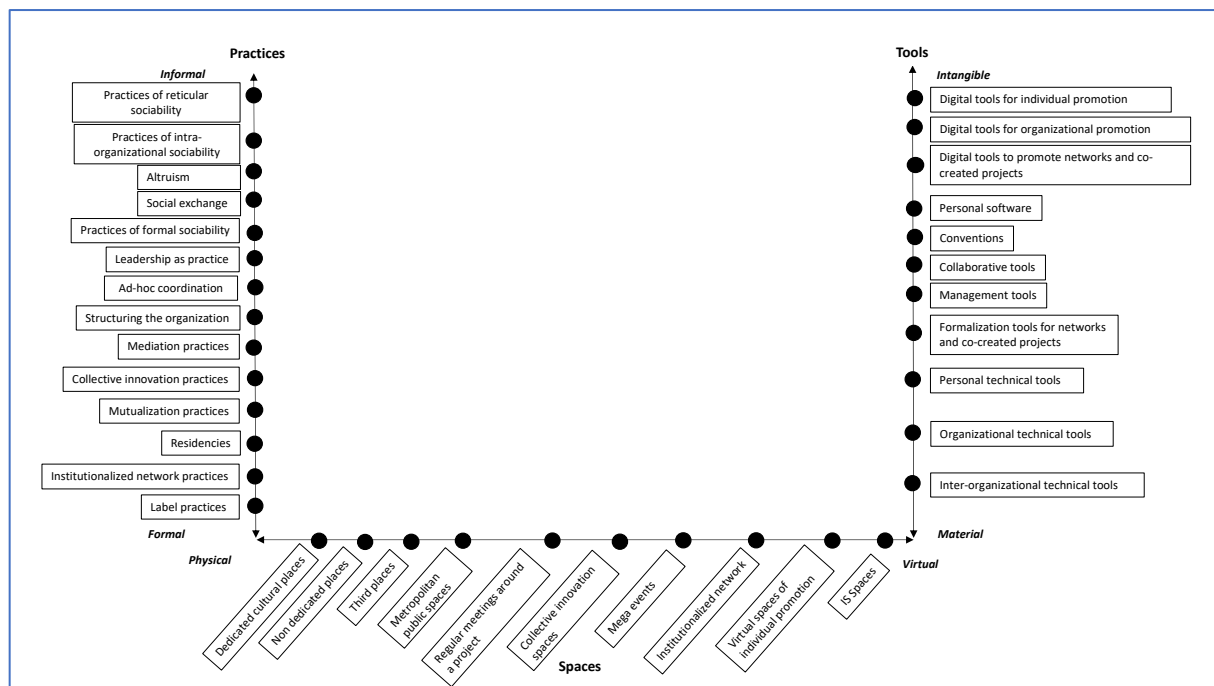 Practices
Informal
Practices of reticular
sociability
Practices of intra-
organizational sociability
Altruism
Social exchange
Practices of formal sociability
Leadership as practice
Ad-hoc coordination
Structuring the organization
Mediation practices
Collective innovation practices
Mutualization practices
Residencies
Institutionalized network practices
Label practices
Formal
Tools
Intangible
Digital tools for individual promotion
Digital tools for organizational promotion
Digital tools to promote networks and co-
created projects
Personal software
Conventions
Collaborative tools
Management tools
Formalization tools for networks
and co-created projects
Personal technical tools
Organizational technical tools
Inter-organizational technical tools
Material
Physical
Virtual
Dedicated cultural places
Non dedicated places
Third places
Metropolitan
public spaces
Regular meetings around
a project
Collective innovation
spaces
Mega events
Institutionalized network
Virtual spaces of
individual promotion
IS Spaces
Spaces